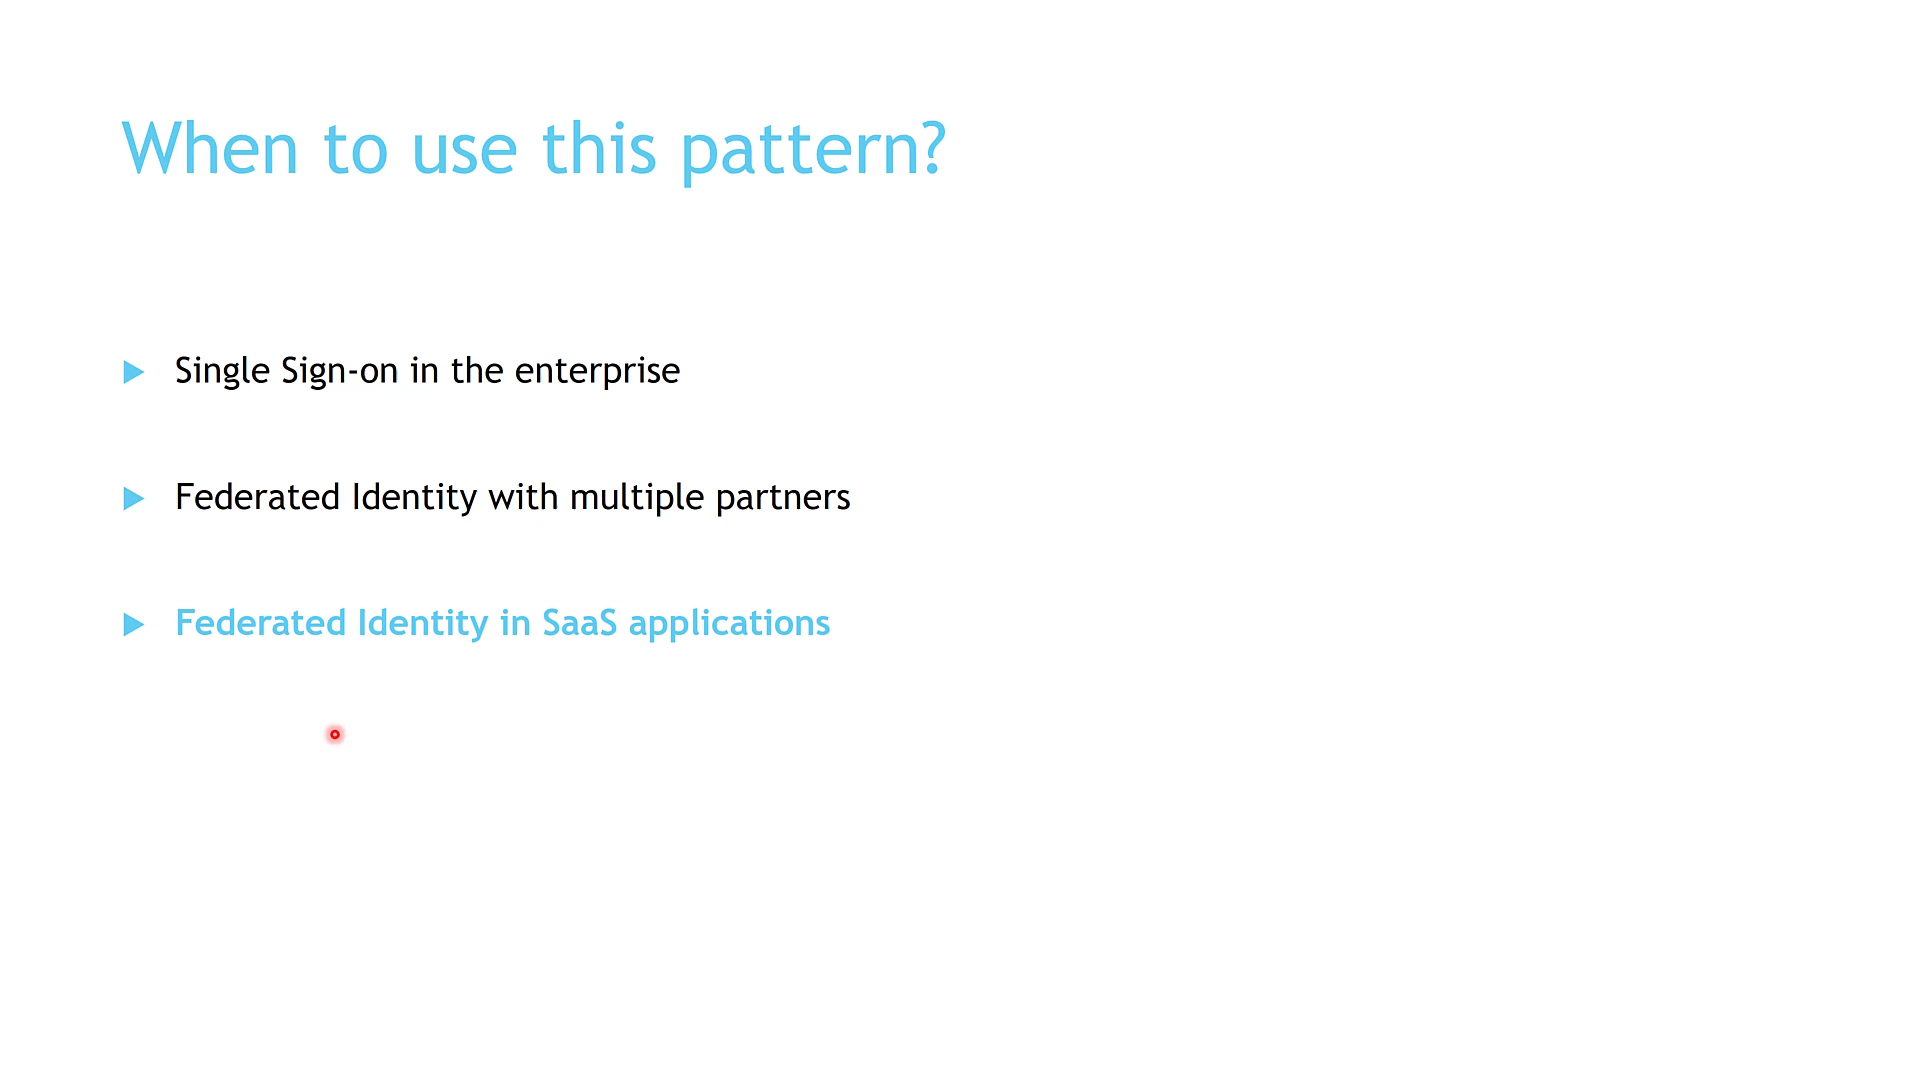 When to use this pattern?
Single Sign-on in the enterprise
Federated Identity with multiple partners
Federated Identity in SaaS applications